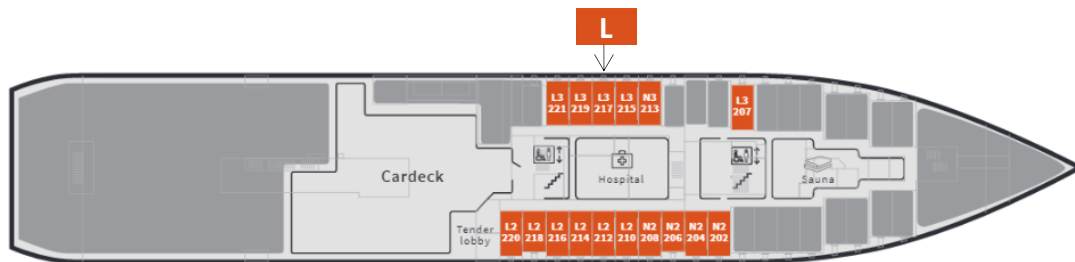 L
L3 L3 L3 L3 N3
221 219 217 215 213
L3
207
Cardeck
Hospital
Sauna
Tender
lobby
L2 L2 L2 L2 L2 L2 N2 N2 N2 N2
220 218 216 214 212 210 208 206 204 202